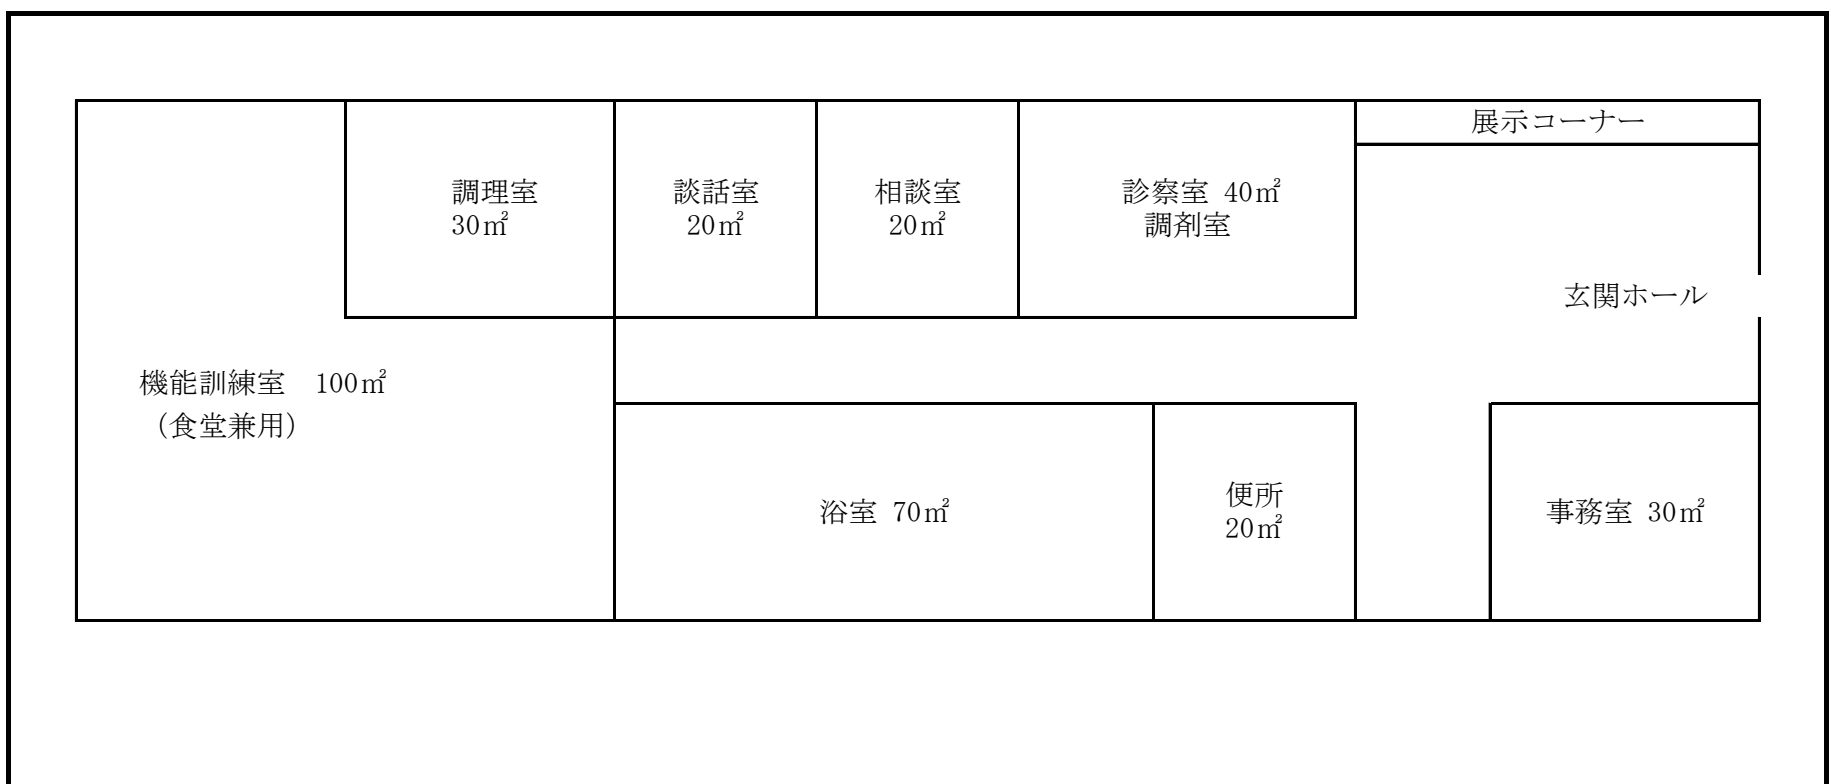 展示コーナー
調理室
30㎡
談話室
20㎡
相談室
20㎡
診察室 40㎡
調剤室
玄関ホール
機能訓練室　100㎡
（食堂兼用）
浴室 70㎡
便所
20㎡
事務室 30㎡